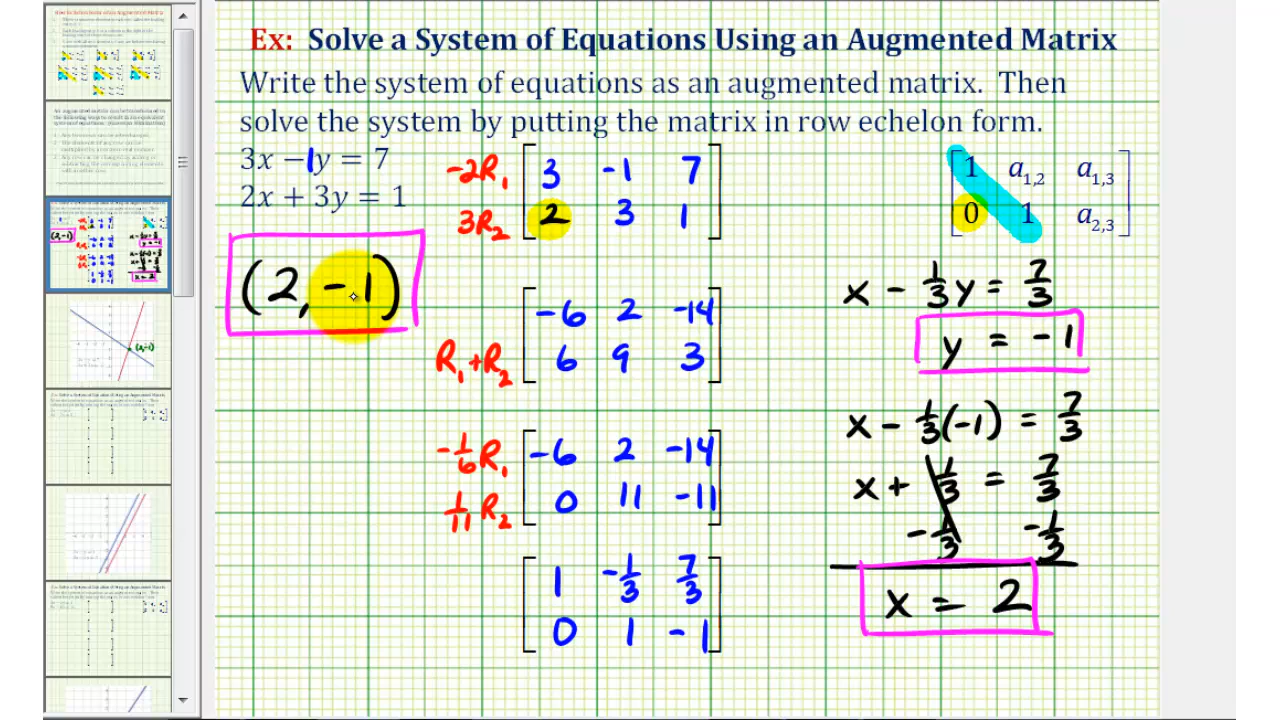 Ex: Solve a System of Equations Using an Augmented Matrix
Write the system of equations as an augmented matrix. Then
solve the system by putting the matrix in row echelon form.
3x −1y = 7
2x + 3y = 1
(2, -1)
-2R₁ 3 -1 7
3R₂ 2 3 1
-6 2 -14
R₁+R₂ 6 9 3
-1/6 R₁ -6 2 -14
1/11 R₂ 0 11 -11
1 -1/3 7/3
0 1 -1
1 a₁,₂ a₁,₃
0 1 a₂,₃
x - 1/3 y = 7/3
y = -1
x - 1/3(-1) = 7/3
x + 1/3 = 7/3
-1/3 -1/3
x = 2